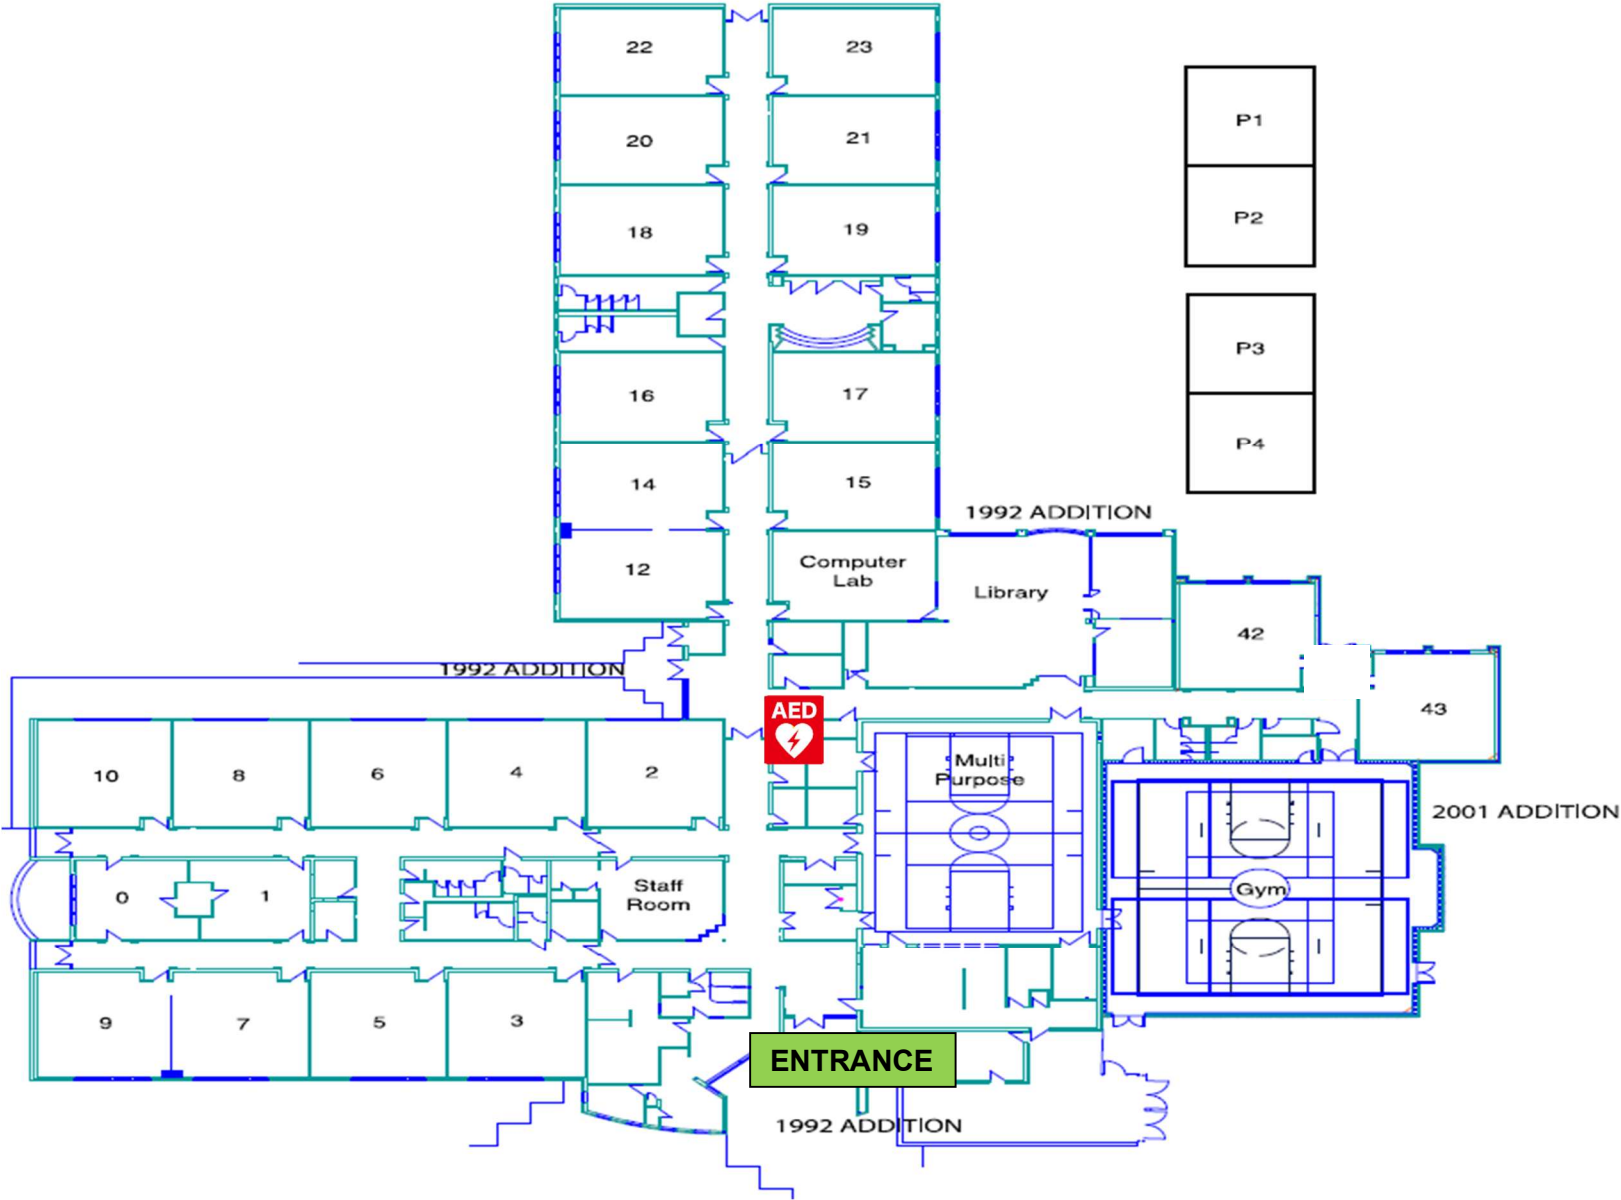 22
23
P1
20
21
P2
18
19
P3
16
17
P4
14
15
1992 ADDITION
12
Computer
Lab
Library
42
1992 ADDITION
43
AED
10
8
6
4
2
Multi
Purpose
2001 ADDITION
0
1
Staff
Room
Gym
9
7
5
3
ENTRANCE
1992 ADDITION